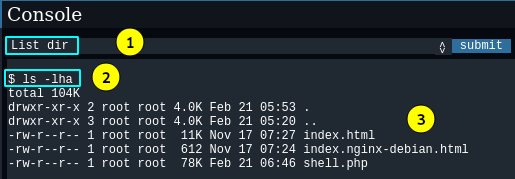 Console
List dir 1 submit
$ ls -lha 2
total 104K
drwxr-xr-x 2 root root 4.0K Feb 21 05:53 .
drwxr-xr-x 3 root root 4.0K Feb 21 05:20 ..
3
-rw-r--r-- 1 root root  11K Nov 17 07:27 index.html
-rw-r--r-- 1 root root  612 Nov 17 07:24 index.nginx-debian.html
-rw-r--r-- 1 root root  78K Feb 21 06:46 shell.php